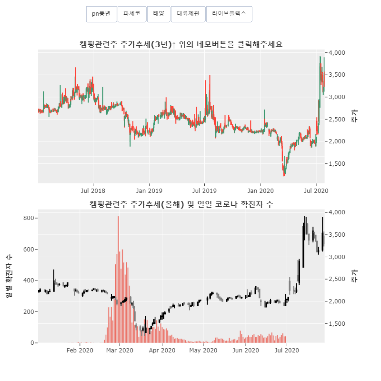 캠핑관련주 주가추세(3년)* 위의 네모버튼을 클릭해주세요
4,000
3,500
3,000
2,500
2,000
1,500
주가
Jul 2018
Jan 2019
Jul 2019
Jan 2020
Jul 2020
캠핑관련주 주가추세(올해) 및 일일 코로나 확진자 수
800
600
400
200
0
일별 확진자 수
4,000
3,500
3,000
2,500
2,000
1,500
주가
Feb 2020
Mar 2020
Apr 2020
May 2020
Jun 2020
Jul 2020